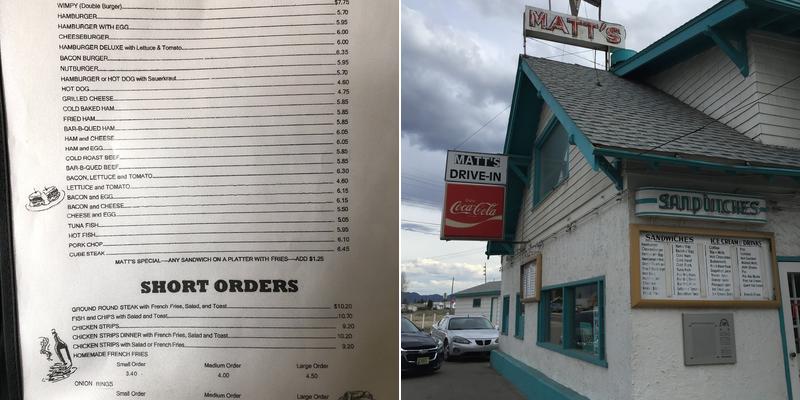 WIMPY (Double Burger) $7.75
HAMBURGER 5.70
HAMBURGER WITH EGG 5.95
CHEESEBURGER 6.00
HAMBURGER DELUXE with Lettuce & Tomato 6.00
BACON BURGER 6.35
NUTBURGER 5.95
HAMBURGER or HOT DOG with Sauerkraut 5.70
HOT DOG 4.60
GRILLED CHEESE 4.75
COLD BAKED HAM 5.85
FRIED HAM 5.85
BAR-B-QUED HAM 5.85
HAM and CHEESE 6.05
HAM and EGG 6.05
COLD ROAST BEEF 5.85
BAR-B-QUED BEEF 5.85
BACON, LETTUCE and TOMATO 6.30
LETTUCE and TOMATO 4.60
BACON and EGG 6.15
BACON and CHEESE 6.15
CHEESE and EGG 5.50
TUNA FISH 5.05
HOT FISH 5.95
PORK CHOP 6.10
CUBE STEAK 6.45
MATT'S SPECIAL—ANY SANDWICH ON A PLATTER WITH FRIES—ADD $1.25
SHORT ORDERS
GROUND ROUND STEAK with French Fries, Salad, and Toast $10.20
FISH and CHIPS with Salad and Toast 10.70
CHICKEN STRIPS 9.20
CHICKEN STRIPS DINNER with French Fries, Salad and Toast 10.20
CHICKEN STRIPS with Salad or French Fries 9.20
HOMEMADE FRENCH FRIES
Small Order Medium Order Large Order
3.40 4.00 4.50
ONION RINGS
Small Order Medium Order Large Order
MATT'S
MATT'S
DRIVE-IN
Enjoy
Coca-Cola
SANDWICHES
SANDWICHES ICE CREAM / DRINKS